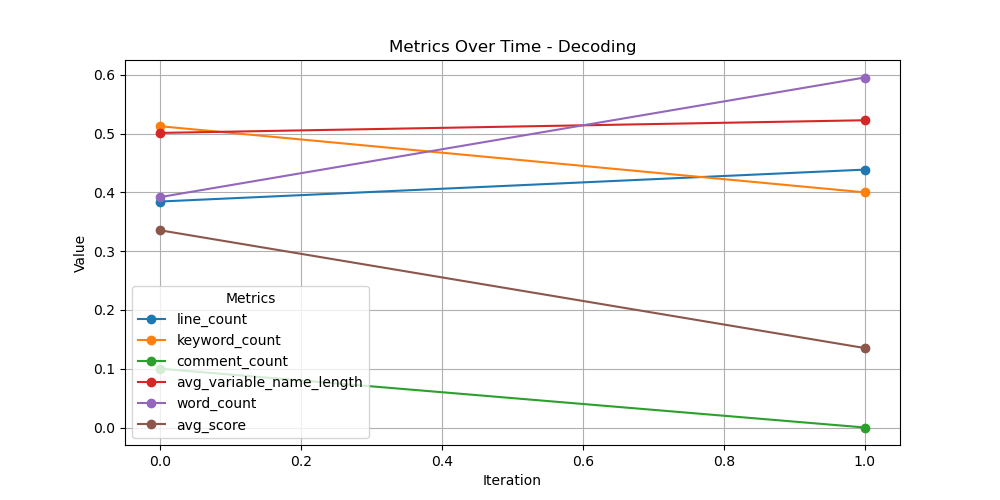 Metrics Over Time - Decoding
Value
0.6
0.5
0.4
0.3
0.2
0.1
0.0
Metrics
line_count
keyword_count
comment_count
avg_variable_name_length
word_count
avg_score
0.0 0.2 0.4 0.6 0.8 1.0
Iteration